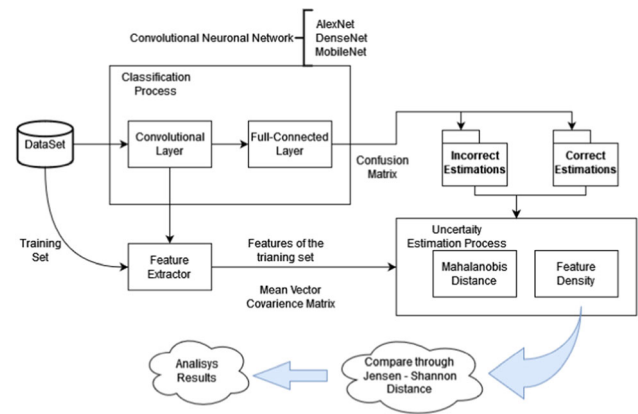 Convolutional Neuronal Network
AlexNet
DenseNet
MobileNet
Classification
Process
DataSet
Convolutional
Layer
Full-Connected
Layer
Confusion
Matrix
Incorrect
Estimations
Correct
Estimations
Training
Set
Feature
Extractor
Features of the
trianing set
Mean Vector
Covarience Matrix
Uncertaity
Estimation Process
Mahalanobis
Distance
Feature
Density
Analisys
Results
Compare through
Jensen - Shannon
Distance